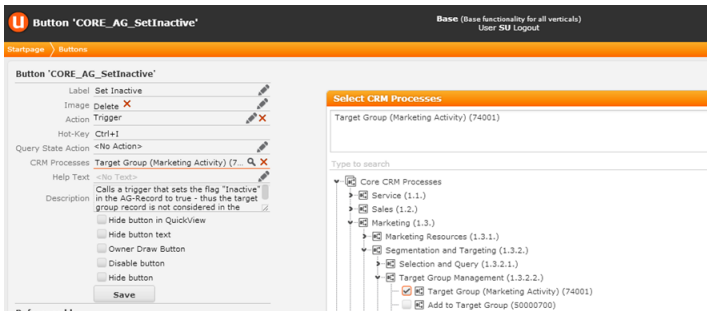 Button 'CORE_AG_SetInactive'
Base (Base functionality for all verticals)
User SU Logout
Startpage
Buttons
Button 'CORE_AG_SetInactive'
Label Set Inactive
Image Delete
Action Trigger
Hot-Key Ctrl+I
Query State Action <No Action>
CRM Processes Target Group (Marketing Activity) (7...
Help Text <No Text>
Description Calls a trigger that sets the flag "Inactive"
in the AG-Record to true - thus the target
group record is not considered in the
Hide button in QuickView
Hide button text
Owner Draw Button
Disable button
Hide button
Save
Select CRM Processes
Target Group (Marketing Activity) (74001)
Type to search
Core CRM Processes
Service (1.1.)
Sales (1.2.)
Marketing (1.3.)
Marketing Resources (1.3.1.)
Segmentation and Targeting (1.3.2.)
Selection and Query (1.3.2.1.)
Target Group Management (1.3.2.2.)
Target Group (Marketing Activity) (74001)
Add to Target Group (50000700)